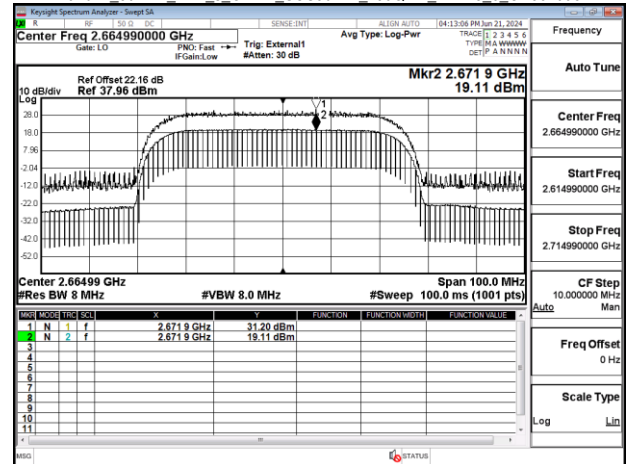 Keysight Spectrum Analyzer - Swept SA
R RF 50 Ω DC SENSE:INT ALIGN AUTO 04:13:06 PM Jun 21, 2024
Center Freq 2.664990000 GHz
Gate: LO
PNO: Fast
IFGain:Low
Trig: External1
#Atten: 30 dB
Avg Type: Log-Pwr
TRACE 1 2 3 4 5 6
TYPE M A W W W W
DET P A N N N N
Frequency
Ref Offset 22.16 dB
10 dB/div Ref 37.96 dBm
Mkr2 2.671 9 GHz
19.11 dBm
Log
1
28.0
2
18.0
7.96
-2.04
-12.0
-22.0
-32.0
-42.0
-52.0
Center 2.66499 GHz
Span 100.0 MHz
#Res BW 8 MHz
#VBW 8.0 MHz
#Sweep 100.0 ms (1001 pts)
MKR MODE TRC SCL X Y FUNCTION FUNCTION WIDTH FUNCTION VALUE
1 N 1 f 2.671 9 GHz 31.20 dBm
2 N 2 f 2.671 9 GHz 19.11 dBm
3
4
5
6
7
8
9
10
11
MSG
STATUS
Auto Tune
Center Freq
2.664990000 GHz
Start Freq
2.614990000 GHz
Stop Freq
2.714990000 GHz
CF Step
10.000000 MHz
Auto Man
Freq Offset
0 Hz
Scale Type
Log Lin